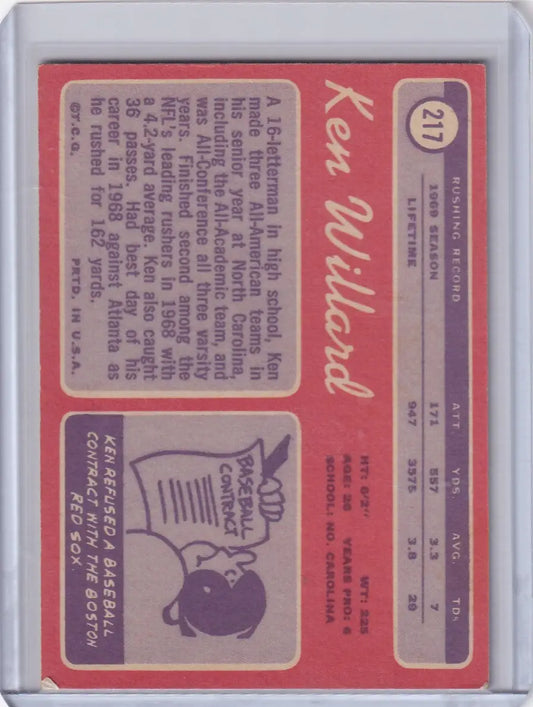 217
RUSHING RECORD ATT. YDS. AVG. TDs
1969 SEASON 171 557 3.3 7
LIFETIME 947 3575 3.8 29
Ken Willard
HT: 6'2" WT: 225
AGE: 26 YEARS PRO: 6
SCHOOL: NO. CAROLINA
A 16-letterman in high school, Ken
made three All-American teams in
his senior year at North Carolina,
including the All-Academic team, and
was All-Conference all three varsity
years. Finished second among the
NFL's leading rushers in 1968 with
a 4.2-yard average. Ken also caught
36 passes. Had best day of his
career in 1968 against Atlanta as
he rushed for 162 yards.
©T.C.G. PRTD. IN U.S.A.
BASEBALL
CONTRACT
KEN REFUSED A BASEBALL
CONTRACT WITH THE BOSTON
RED SOX.